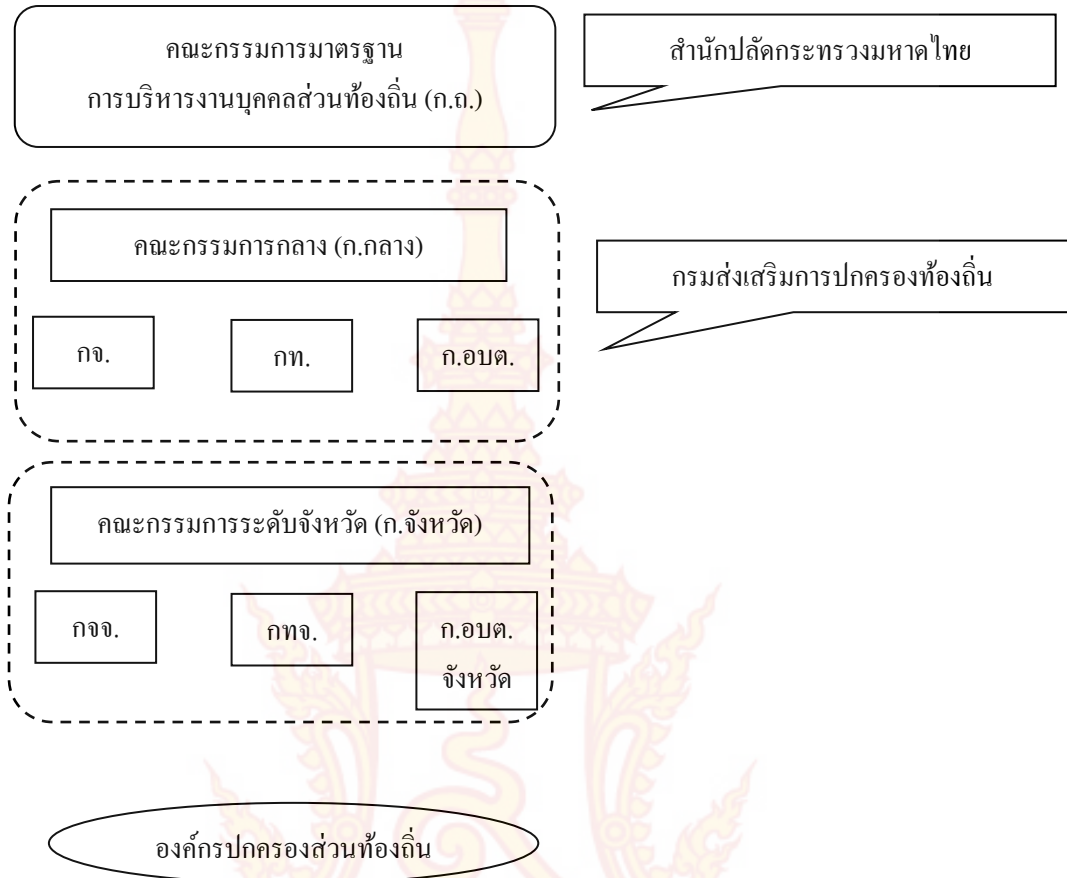 คณะกรรมการมาตรฐาน
การบริหารงานบุคคลส่วนท้องถิ่น (ก.ถ.)
สำนักปลัดกระทรวงมหาดไทย
คณะกรรมการกลาง (ก.กลาง)
กรมส่งเสริมการปกครองท้องถิ่น
กจ.
กท.
ก.อบต.
คณะกรรมการระดับจังหวัด (ก.จังหวัด)
กจจ.
กทจ.
ก.อบต.
จังหวัด
องค์กรปกครองส่วนท้องถิ่น